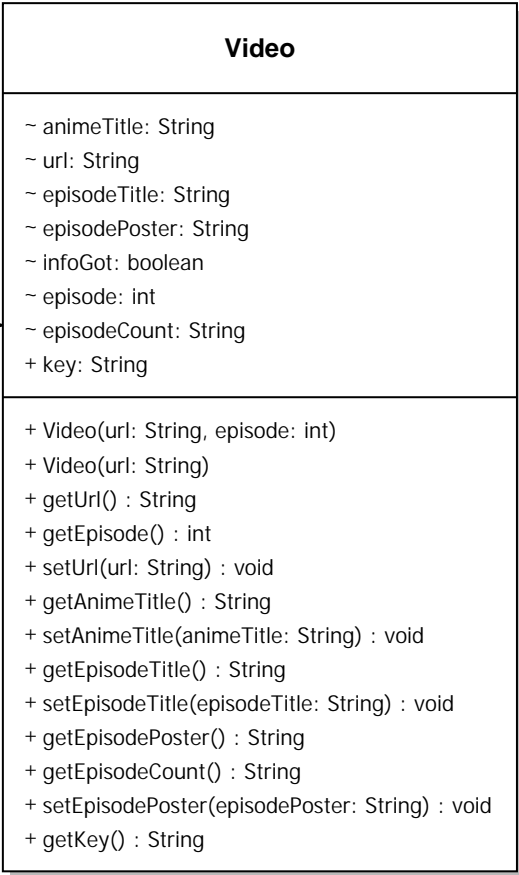 Video
~ animeTitle: String
~ url: String
~ episodeTitle: String
~ episodePoster: String
~ infoGot: boolean
~ episode: int
~ episodeCount: String
+ key: String
+ Video(url: String, episode: int)
+ Video(url: String)
+ getUrl() : String
+ getEpisode() : int
+ setUrl(url: String) : void
+ getAnimeTitle() : String
+ setAnimeTitle(animeTitle: String) : void
+ getEpisodeTitle() : String
+ setEpisodeTitle(episodeTitle: String) : void
+ getEpisodePoster() : String
+ getEpisodeCount() : String
+ setEpisodePoster(episodePoster: String) : void
+ getKey() : String